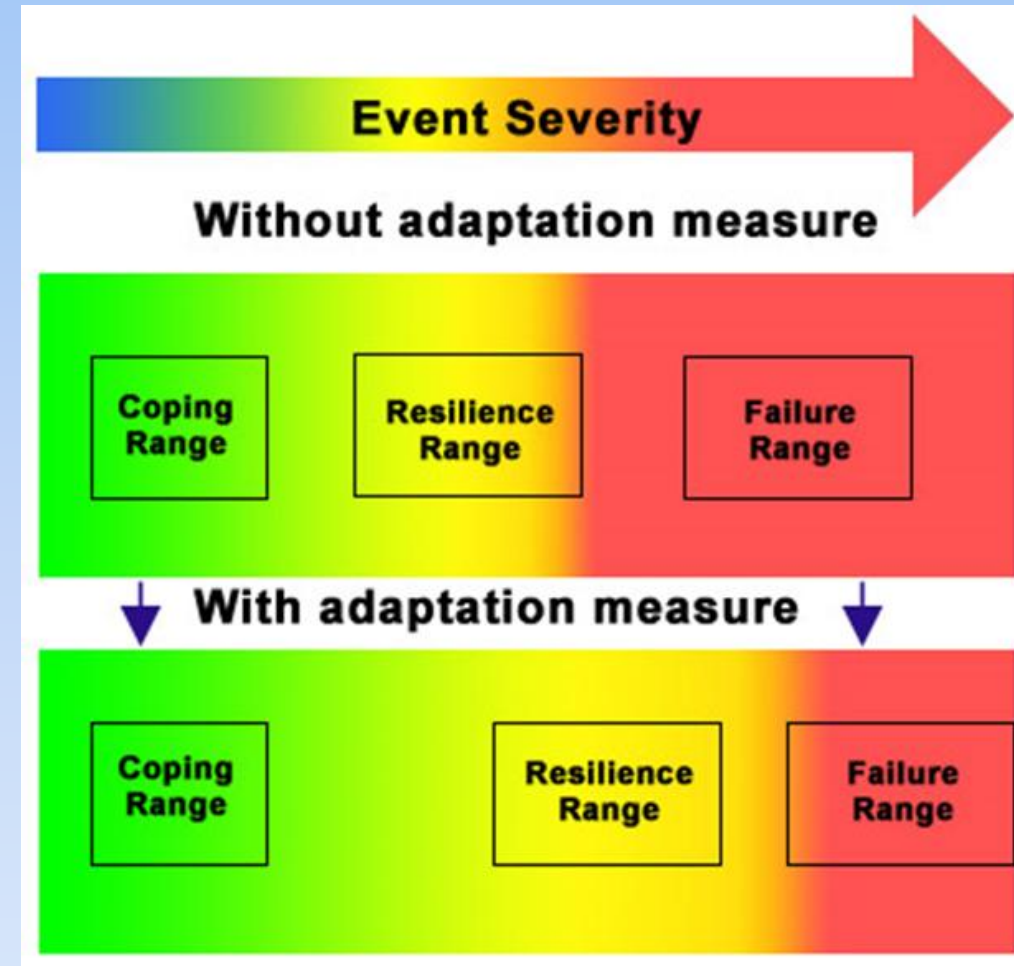 Event Severity
Without adaptation measure
Coping
Range
Resilience
Range
Failure
Range
With adaptation measure
Coping
Range
Resilience
Range
Failure
Range